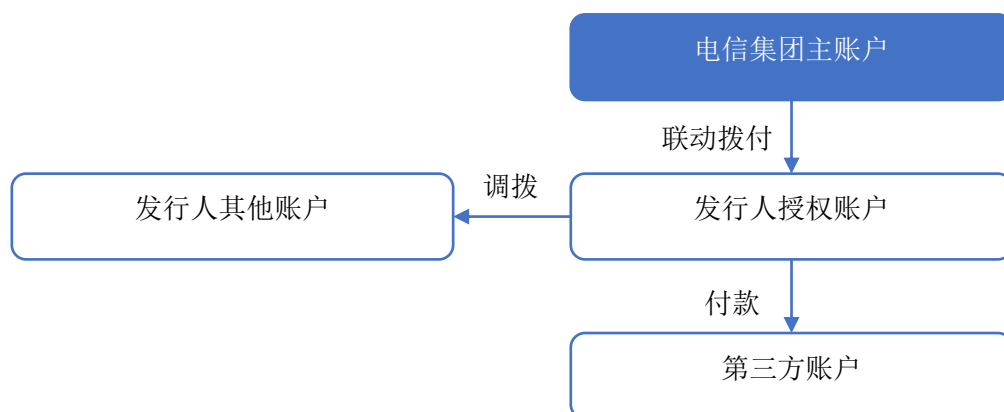 电信集团主账户
联动拨付
发行人其他账户
调拨
发行人授权账户
付款
第三方账户